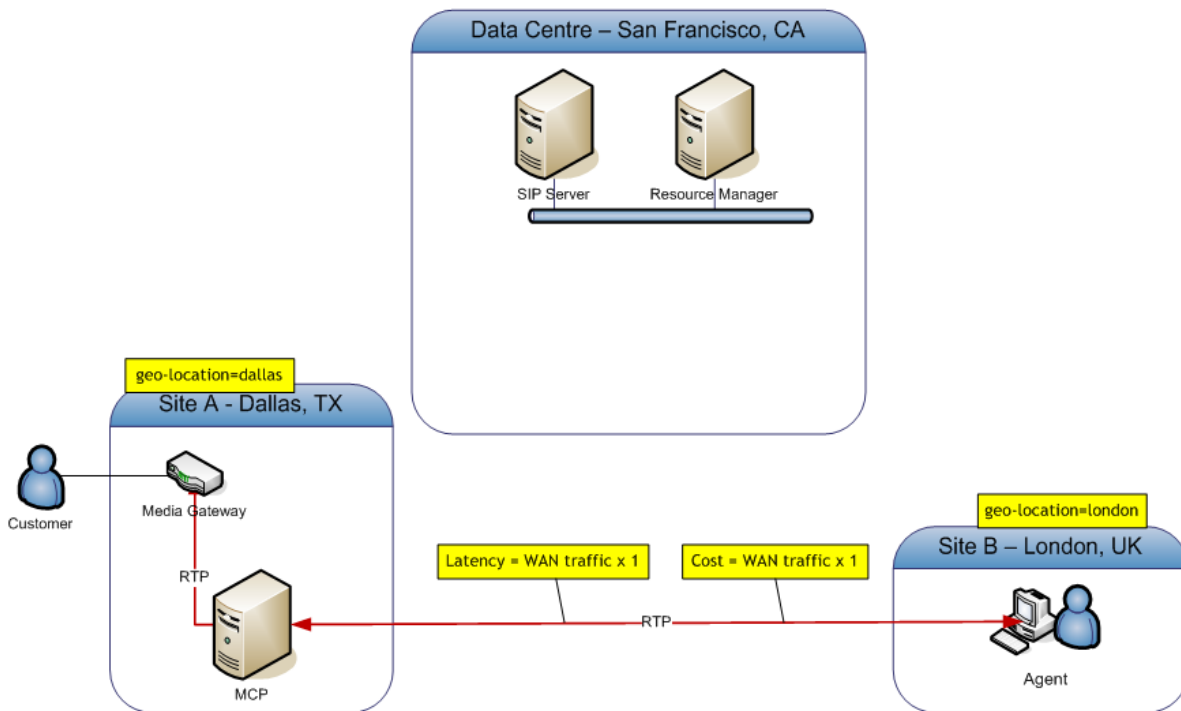 Data Centre – San Francisco, CA
SIP Server
Resource Manager
geo-location=dallas
Site A - Dallas, TX
Customer
Media Gateway
RTP
MCP
Latency = WAN traffic x 1
Cost = WAN traffic x 1
RTP
geo-location=london
Site B – London, UK
Agent